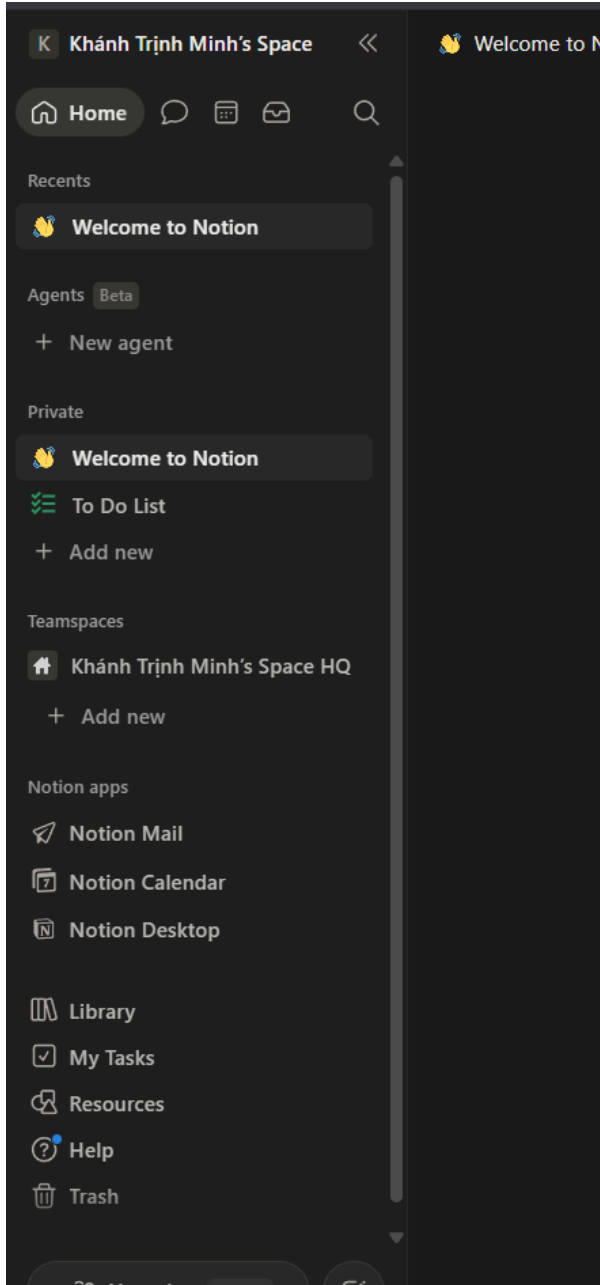 K Khánh Trịnh Minh's Space
Welcome to
Home
Recents
Welcome to Notion
Agents Beta
New agent
Private
Welcome to Notion
To Do List
Add new
Teamspaces
Khánh Trịnh Minh's Space HQ
Add new
Notion apps
Notion Mail
7 Notion Calendar
N Notion Desktop
Library
My Tasks
Resources
? Help
Trash